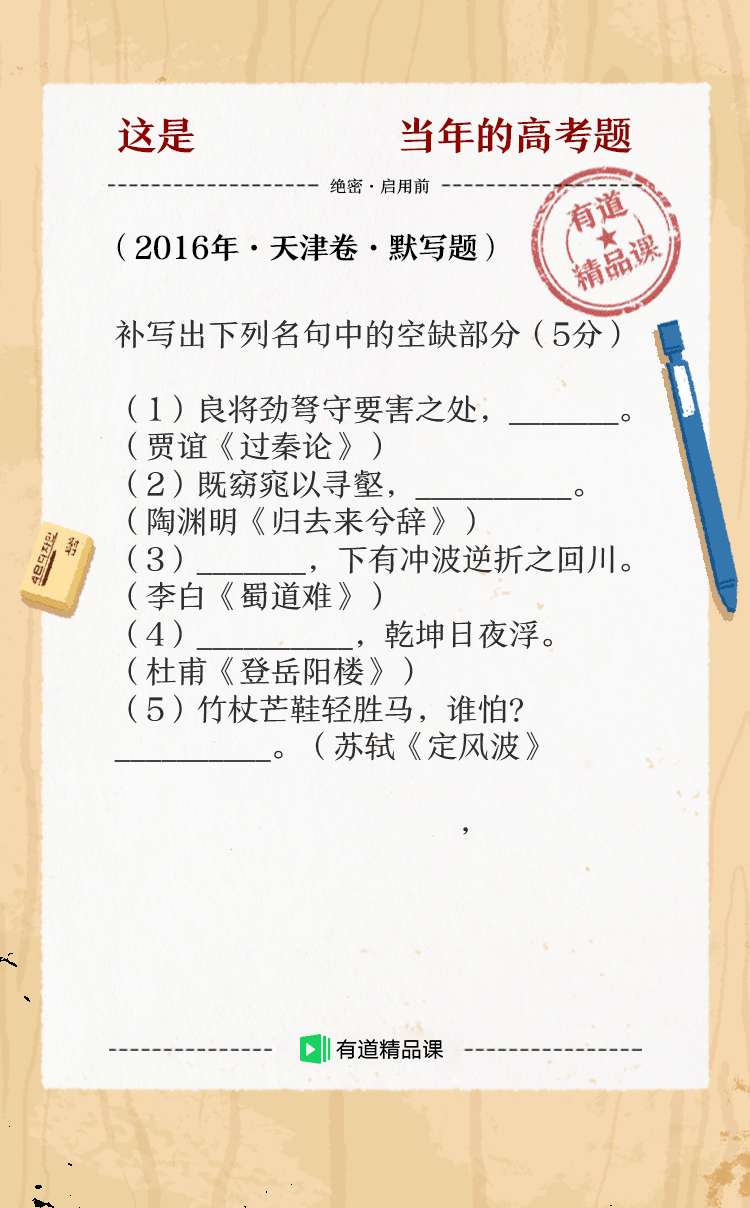 这是 当年的高考题
绝密·启用前
有道
精品课
（2016年·天津卷·默写题）
补写出下列名句中的空缺部分（5分）
（1）良将劲弩守要害之处，_______。
（贾谊《过秦论》）
（2）既窈窕以寻壑，__________。
（陶渊明《归去来兮辞》）
（3）_______，下有冲波逆折之回川。
（李白《蜀道难》）
（4）__________，乾坤日夜浮。
（杜甫《登岳阳楼》）
（5）竹杖芒鞋轻胜马，谁怕？
__________。（苏轼《定风波》
，
有道精品课